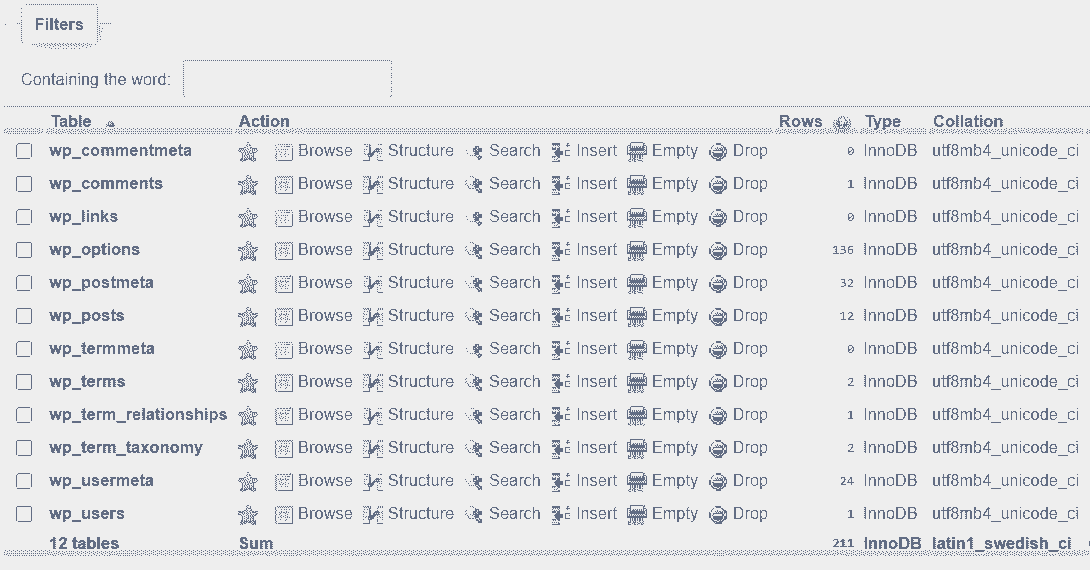 Filters
Containing the word:
Table Action Rows Type Collation
wp_commentmeta Browse Structure Search Insert Empty Drop 0 InnoDB utf8mb4_unicode_ci
wp_comments Browse Structure Search Insert Empty Drop 1 InnoDB utf8mb4_unicode_ci
wp_links Browse Structure Search Insert Empty Drop 0 InnoDB utf8mb4_unicode_ci
wp_options Browse Structure Search Insert Empty Drop 136 InnoDB utf8mb4_unicode_ci
wp_postmeta Browse Structure Search Insert Empty Drop 32 InnoDB utf8mb4_unicode_ci
wp_posts Browse Structure Search Insert Empty Drop 12 InnoDB utf8mb4_unicode_ci
wp_termmeta Browse Structure Search Insert Empty Drop 0 InnoDB utf8mb4_unicode_ci
wp_terms Browse Structure Search Insert Empty Drop 2 InnoDB utf8mb4_unicode_ci
wp_term_relationships Browse Structure Search Insert Empty Drop 1 InnoDB utf8mb4_unicode_ci
wp_term_taxonomy Browse Structure Search Insert Empty Drop 2 InnoDB utf8mb4_unicode_ci
wp_usermeta Browse Structure Search Insert Empty Drop 24 InnoDB utf8mb4_unicode_ci
wp_users Browse Structure Search Insert Empty Drop 1 InnoDB utf8mb4_unicode_ci
12 tables Sum 211 InnoDB latin1_swedish_ci